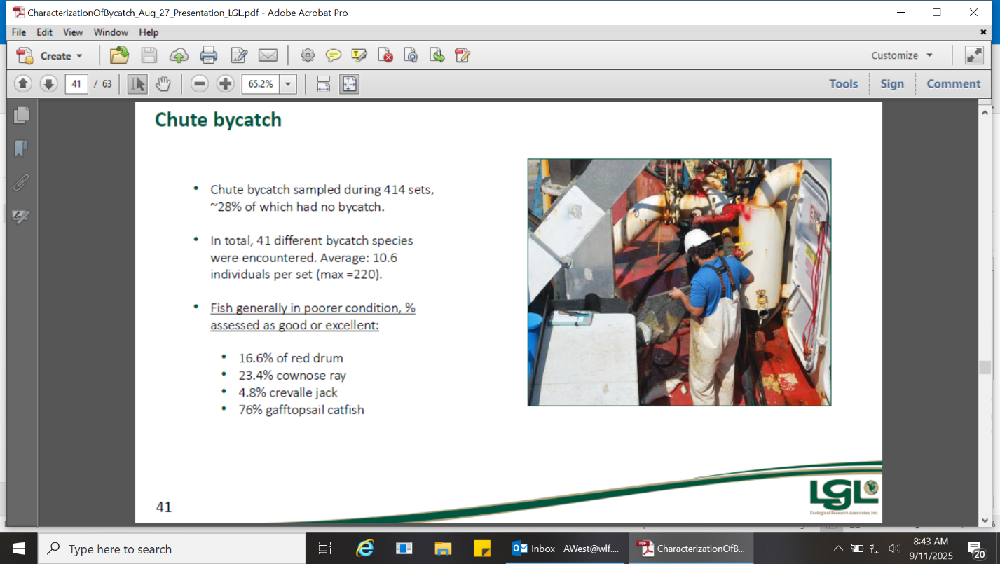 CharacterizationOfBycatch_Aug_27_Presentation_LGL.pdf - Adobe Acrobat Pro
File Edit View Window Help
Create
Customize
41 / 63
65.2%
Tools Sign Comment
Chute bycatch
• Chute bycatch sampled during 414 sets,
~28% of which had no bycatch.
• In total, 41 different bycatch species
were encountered. Average: 10.6
individuals per set (max =220).
• Fish generally in poorer condition, %
assessed as good or excellent:
• 16.6% of red drum
• 23.4% cownose ray
• 4.8% crevalle jack
• 76% gafftopsail catfish
41
LGL
Ecological Research Associates, Inc.
Type here to search
Inbox - AWest@wlf....
CharacterizationOfB...
8:43 AM
9/11/2025
20